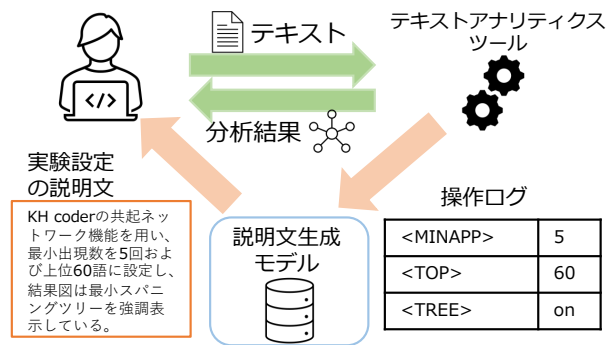 テキスト
テキストアナリティクス
ツール
</>
分析結果
実験設定
の説明文
KH coderの共起ネッ
トワーク機能を用い、
最小出現数を5回およ
び上位60語に設定し、
結果図は最小スパニ
ングツリーを強調表
示している。
説明文生成
モデル
操作ログ
<MINAPP> 5
<TOP> 60
<TREE> on